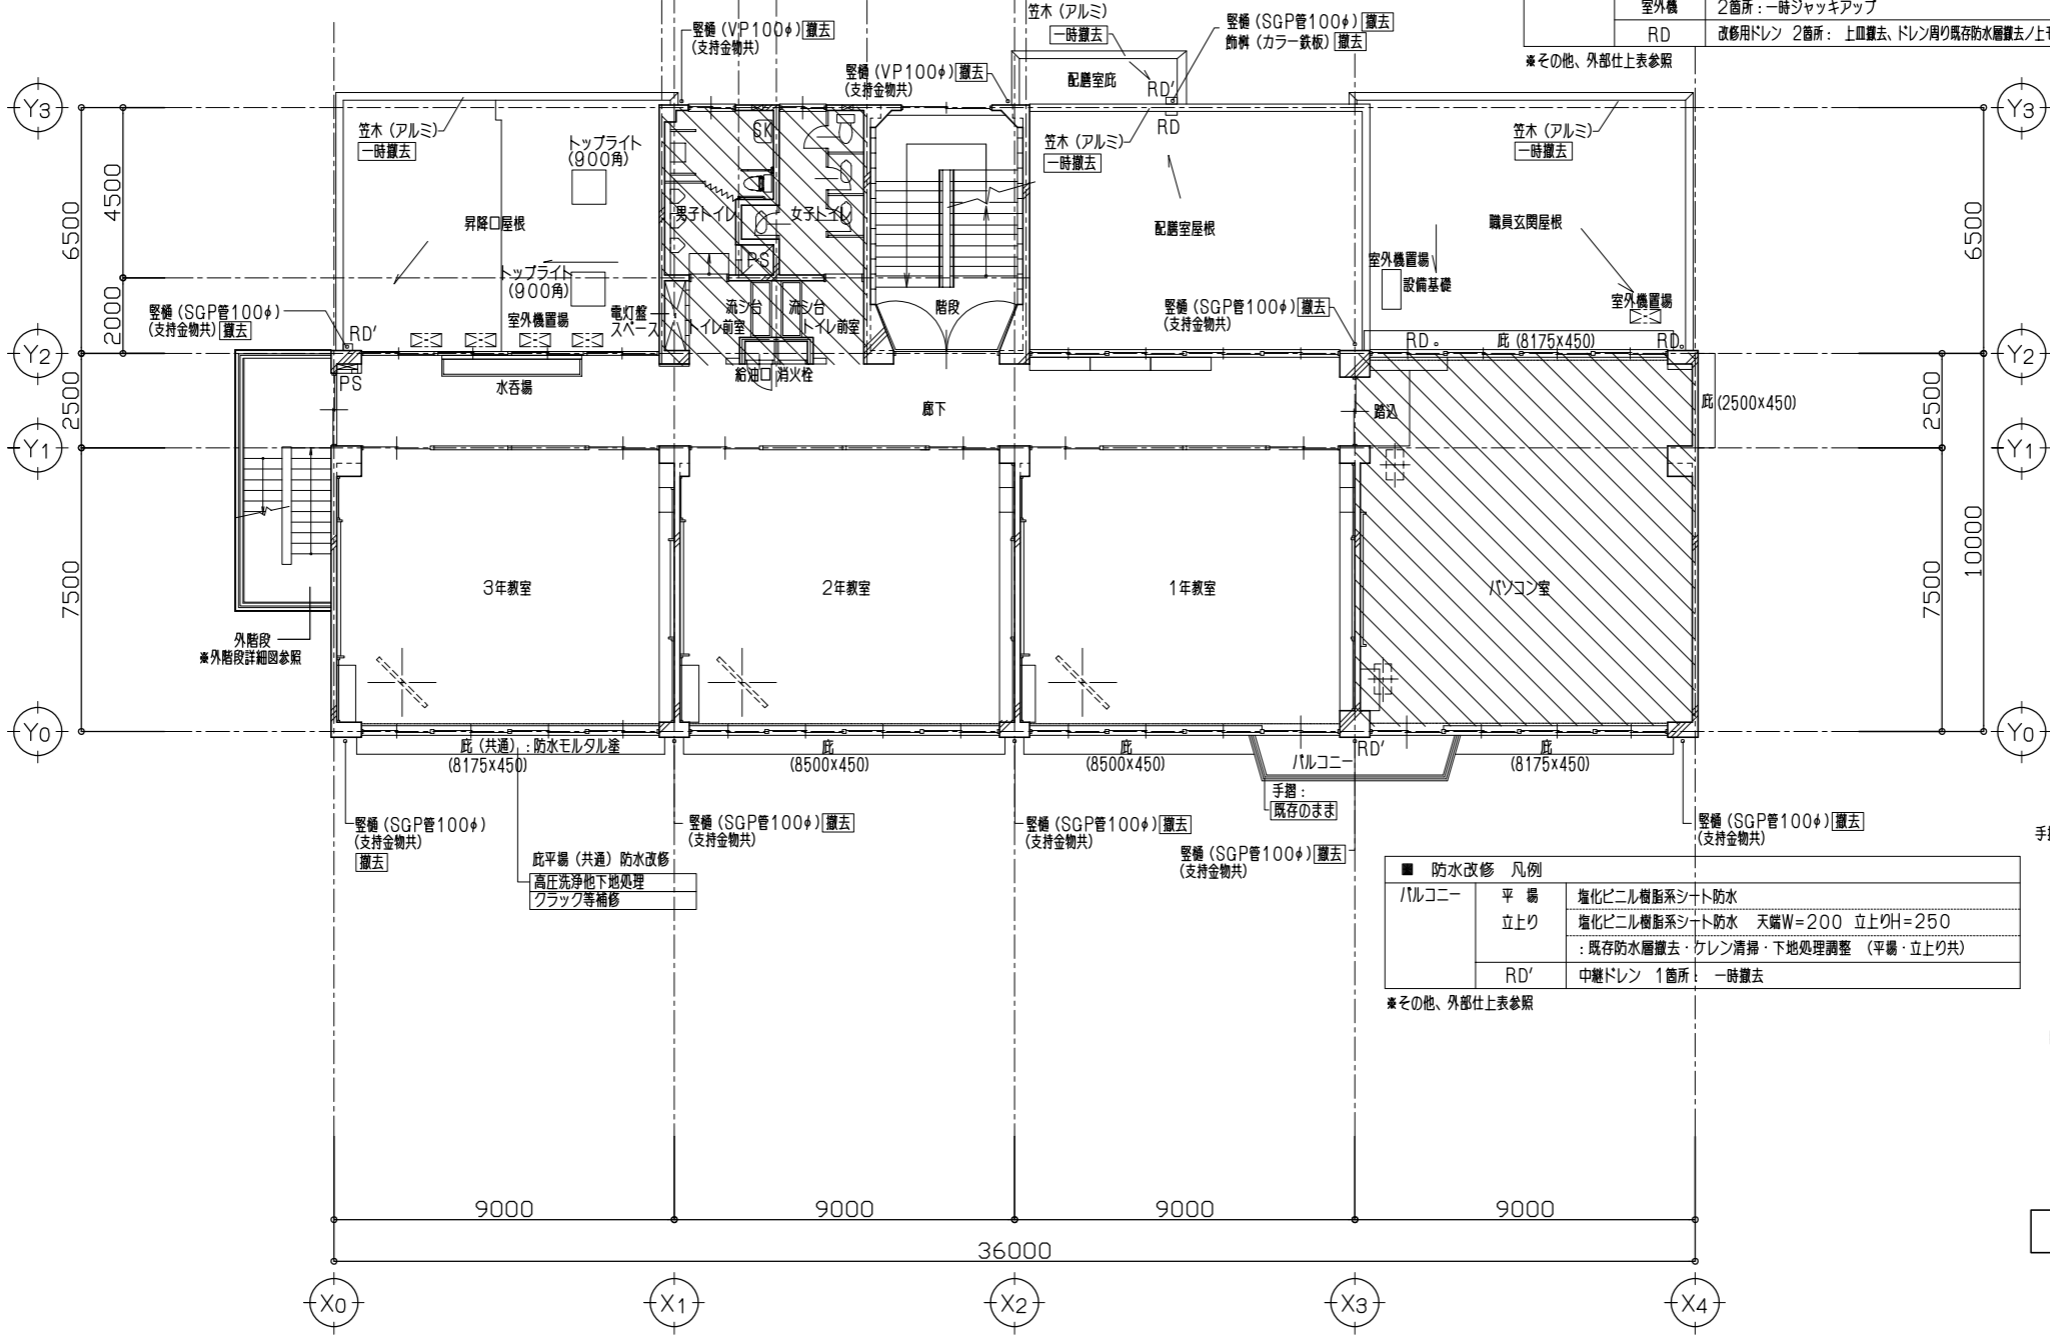 笠木（アルミ）
一時撤去
竪樋（SGP管100φ）撤去
飾桝（カラー鉄板）撤去
室外機 2箇所：一時ジャッキアップ
RD 改修用ドレン 2箇所： 上皿撤去、ドレン周り既存防水層撤去ノ上モ
※その他、外部仕上表参照
竪樋（VP100φ）撤去
（支持金物共）
竪樋（VP100φ）撤去
（支持金物共）
配膳室庇
RD'
RD
Y3
Y3
笠木（アルミ）
一時撤去
トップライト
（900角）
SK
笠木（アルミ）
一時撤去
笠木（アルミ）
一時撤去
6500
4500
2000
6500
昇降口屋根
男子トイレ
女子トイレ
配膳室屋根
職員玄関屋根
PS
トップライト
（900角）
室外機置場
設備基礎
室外機置場
竪樋（SGP管100φ）
（支持金物共）撤去
RD'
室外機置場
電灯盤
スペース
流シ台
流シ台
トイレ前室
トイレ前室
階段
竪樋（SGP管100φ）撤去
（支持金物共）
RD
庇（8175x450）
RD
Y2
Y2
PS
水呑場
給油口
消火栓
廊下
踏込
庇（2500x450）
2500
2500
Y1
Y1
7500
7500
10000
3年教室
2年教室
1年教室
パソコン室
外階段
※外階段詳細図参照
Y0
Y0
庇（共通）：防水モルタル塗
（8175x450）
庇
（8500x450）
庇
（8500x450）
バルコニー
RD'
庇
（8175x450）
手摺：
既存のまま
竪樋（SGP管100φ）
（支持金物共）
撤去
竪樋（SGP管100φ）撤去
（支持金物共）
竪樋（SGP管100φ）撤去
（支持金物共）
竪樋（SGP管100φ）撤去
（支持金物共）
竪樋（SGP管100φ）撤去
（支持金物共）
庇平場（共通）防水改修
高圧洗浄他下地処理
クラック等補修
■ 防水改修 凡例
バルコニー 平 場 塩化ビニル樹脂系シート防水
立上り 塩化ビニル樹脂系シート防水 天端W=200 立上りH=250
：既存防水層撤去・ケレン清掃・下地処理調整 （平場・立上り共）
RD' 中継ドレン 1箇所： 一時撤去
※その他、外部仕上表参照
9000
9000
9000
9000
36000
X0
X1
X2
X3
X4